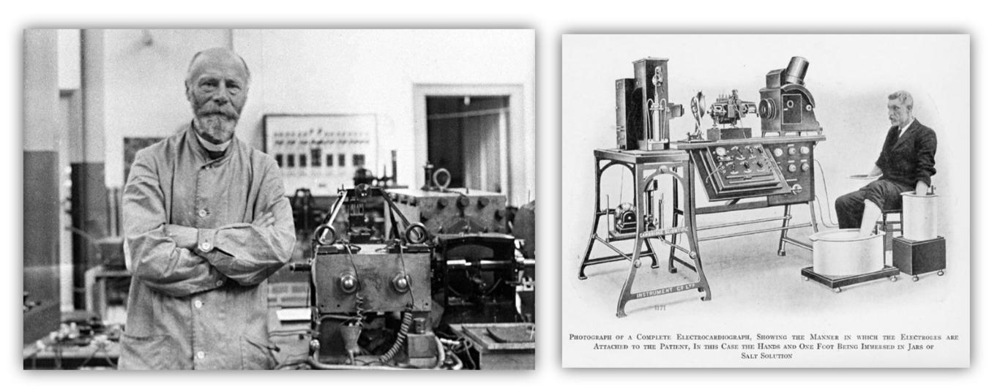 CAMBRIDGE SCIENTIFIC
INSTRUMENT CO LTD
1171
PHOTOGRAPH OF A COMPLETE ELECTROCARDIOGRAPH, SHOWING THE MANNER IN WHICH THE ELECTRODES ARE
ATTACHED TO THE PATIENT, IN THIS CASE THE HANDS AND ONE FOOT BEING IMMERSED IN JARS OF
SALT SOLUTION